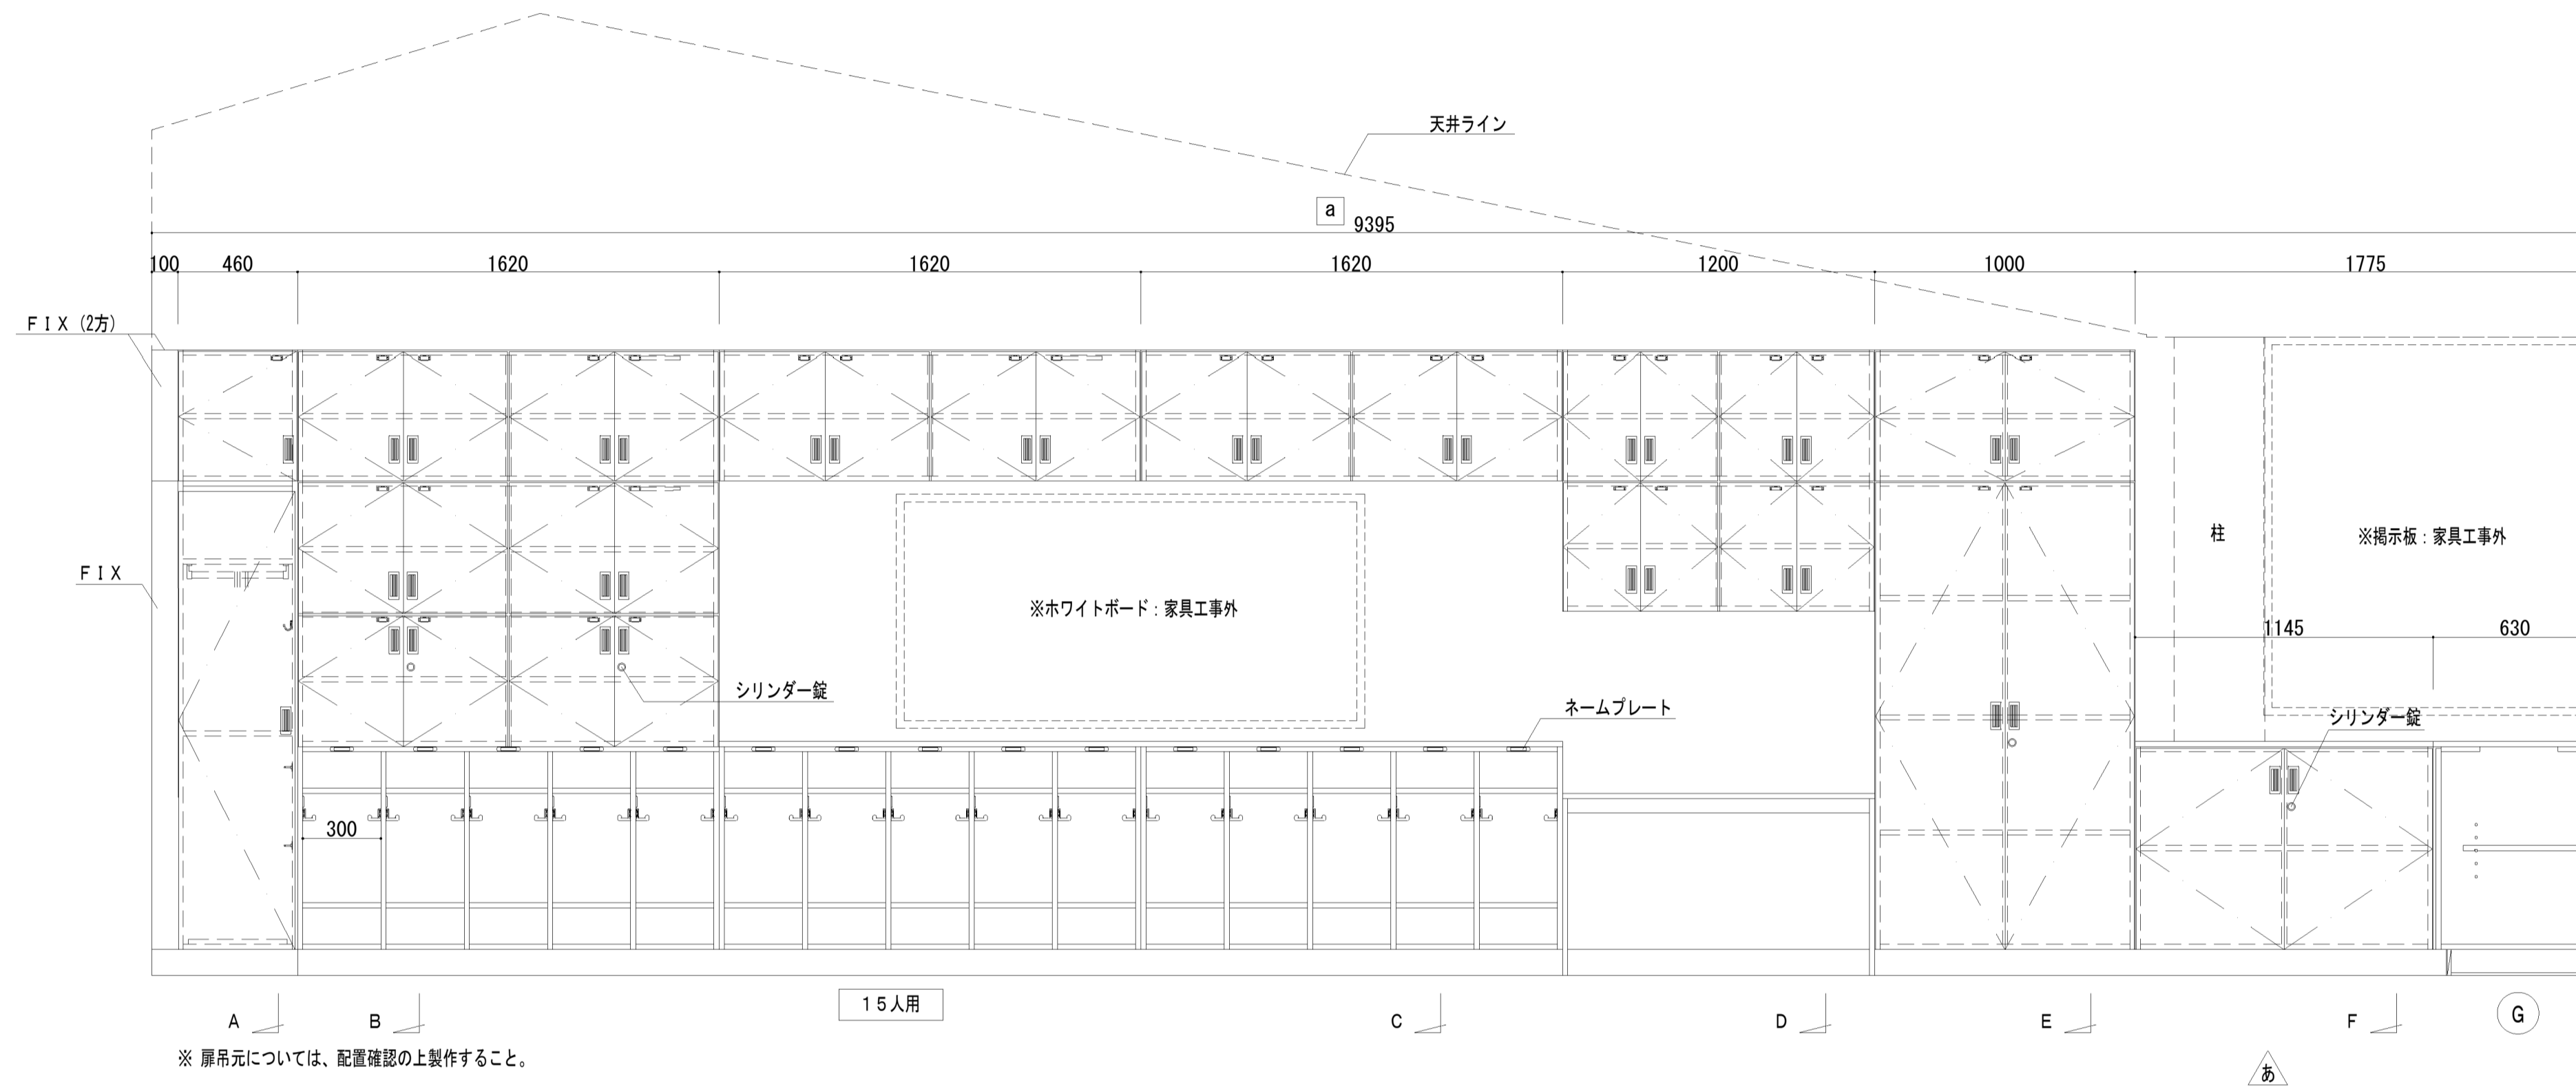 天井ライン
a
9395
100
460
1620
1620
1620
1200
1000
1775
ＦＩＸ（2方）
柱
※掲示板：家具工事外
ＦＩＸ
※ホワイトボード：家具工事外
1145
630
シリンダー錠
ネームプレート
シリンダー錠
300
１５人用
A
B
C
D
E
F
G
※ 扉吊元については、配置確認の上製作すること。
あ